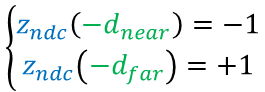 z_ndc(−d_near) = −1
z_ndc(−d_far) = +1